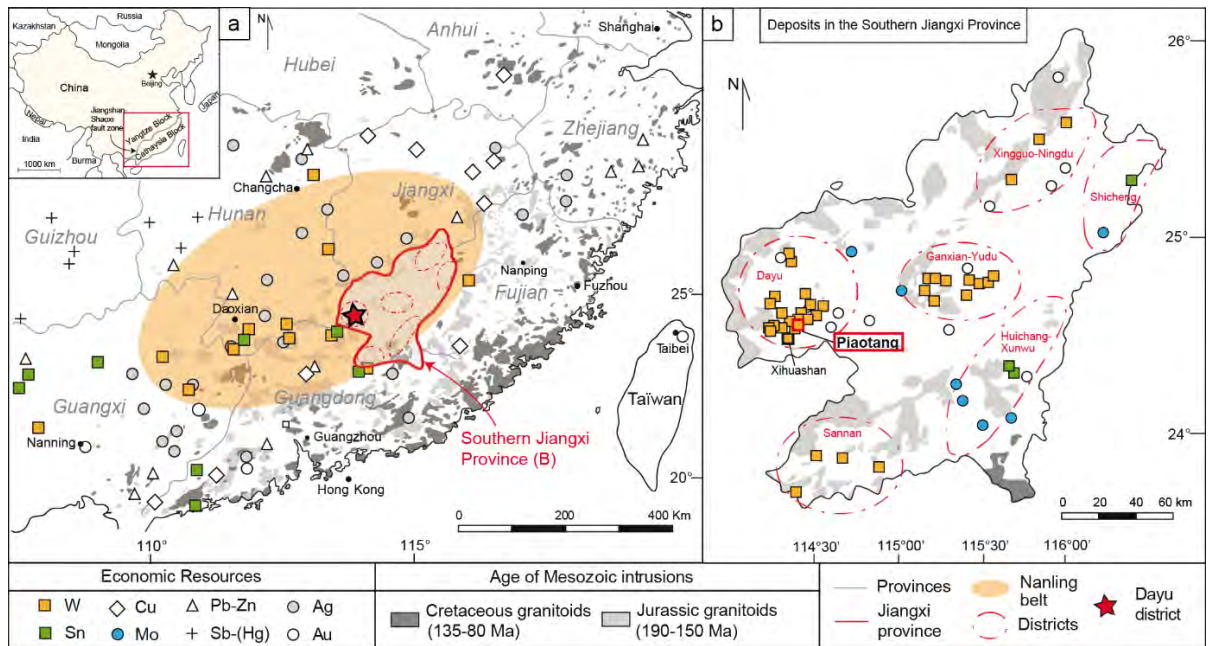 Kazakhstan
Russia
Mongolia
China
Beijing
Jiangshan
Shaoxi
fault zone
Yangtze Block
Cathaysia Block
Nepal
India
Burma
Japan
1000 km
a
N
Anhui
Shanghai
Hubei
Zhejiang
Changcha
Jiangxi
Hunan
Guizhou
Nanping
Fujian
Fuzhou
Daoxian
Taibei
Taïwan
Guangxi
Guangdong
Nanning
Guangzhou
Hong Kong
Southern Jiangxi
Province (B)
25°
20°
0 200 400 Km
110°
115°
b
Deposits in the Southern Jiangxi Province
N
26°
Xingguo-Ningdu
Shicheng
25°
Dayu
Ganxian-Yudu
Piaotang
Xihuashan
Huichang-
Xunwu
Sannan
24°
0 20 40 60 km
114°30
115°00
115°30
116°00
Economic Resources
W
Cu
Pb-Zn
Ag
Sn
Mo
Sb-(Hg)
Au
Age of Mesozoic intrusions
Cretaceous granitoids
(135-80 Ma)
Jurassic granitoids
(190-150 Ma)
Provinces
Jiangxi
province
Nanling
belt
Districts
Dayu
district